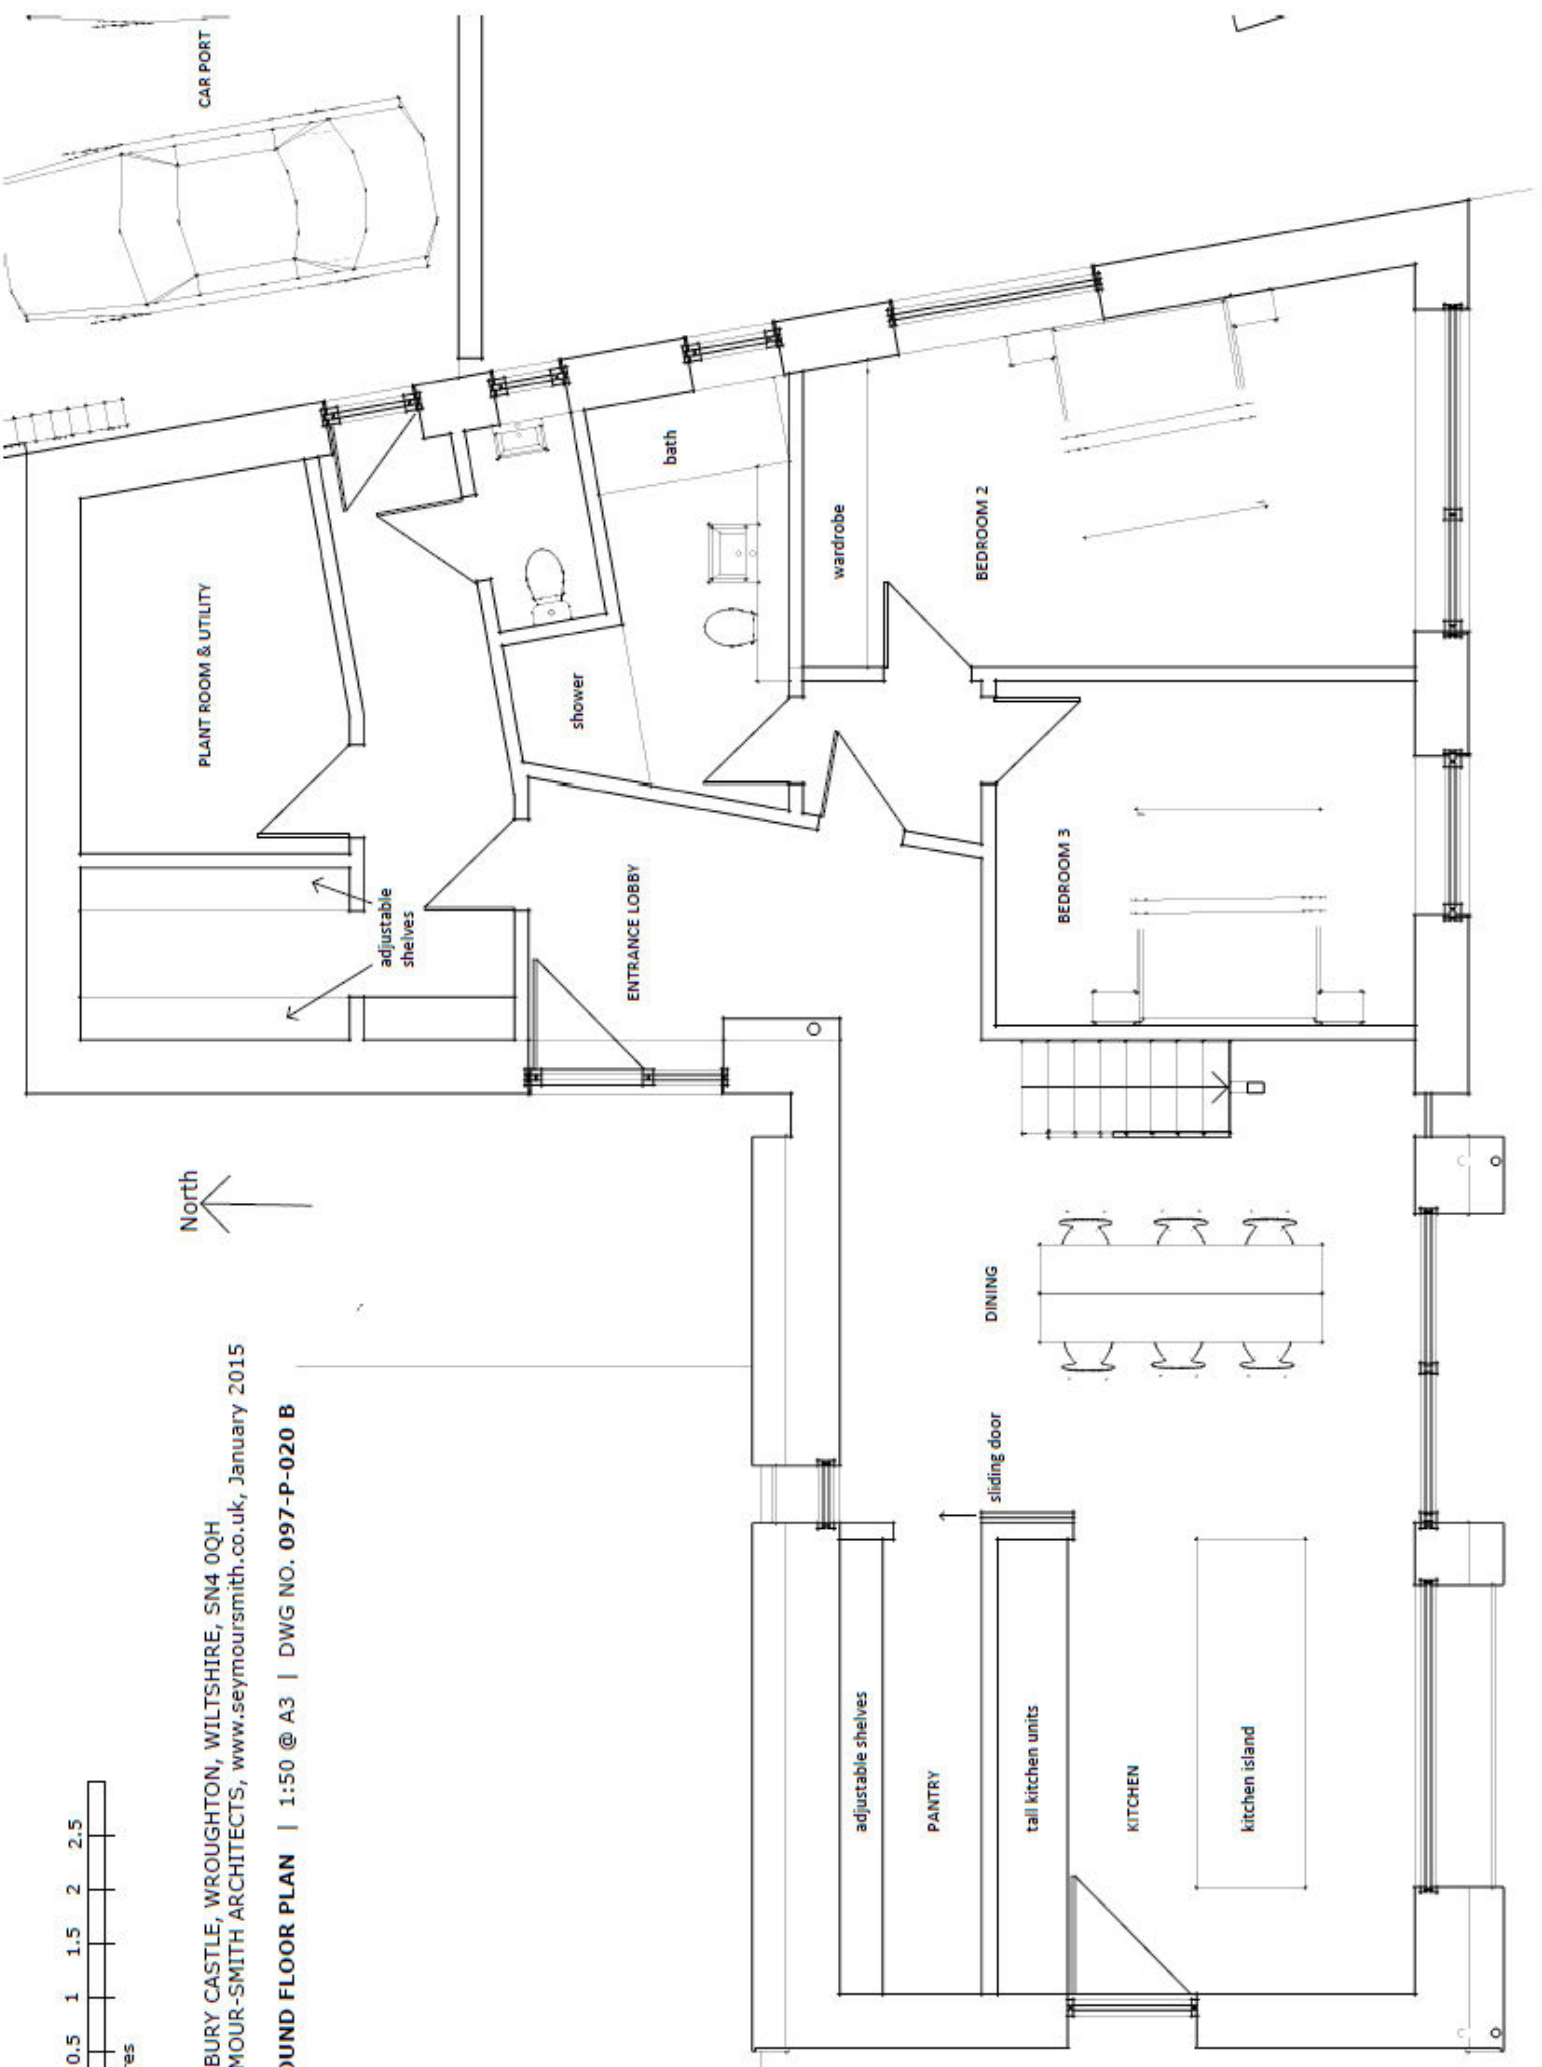 0.5 1 1.5 2 2.5
res
BURY CASTLE, WROUGHTON, WILTSHIRE, SN4 0QH
MOUR-SMITH ARCHITECTS, www.seymoursmith.co.uk, January 2015
OUND FLOOR PLAN | 1:50 @ A3 | DWG NO. 097-P-020 B
North
CAR PORT
PLANT ROOM & UTILITY
adjustable
shelves
shower
bath
ENTRANCE LOBBY
wardrobe
BEDROOM 2
BEDROOM 3
DINING
sliding door
adjustable shelves
PANTRY
tall kitchen units
KITCHEN
kitchen island